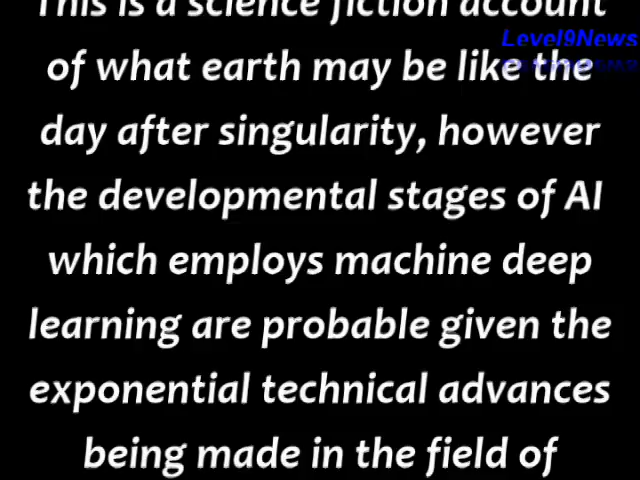 This is a science fiction account
Level9News
of what earth may be like the
day after singularity, however
the developmental stages of AI
which employs machine deep
learning are probable given the
exponential technical advances
being made in the field of